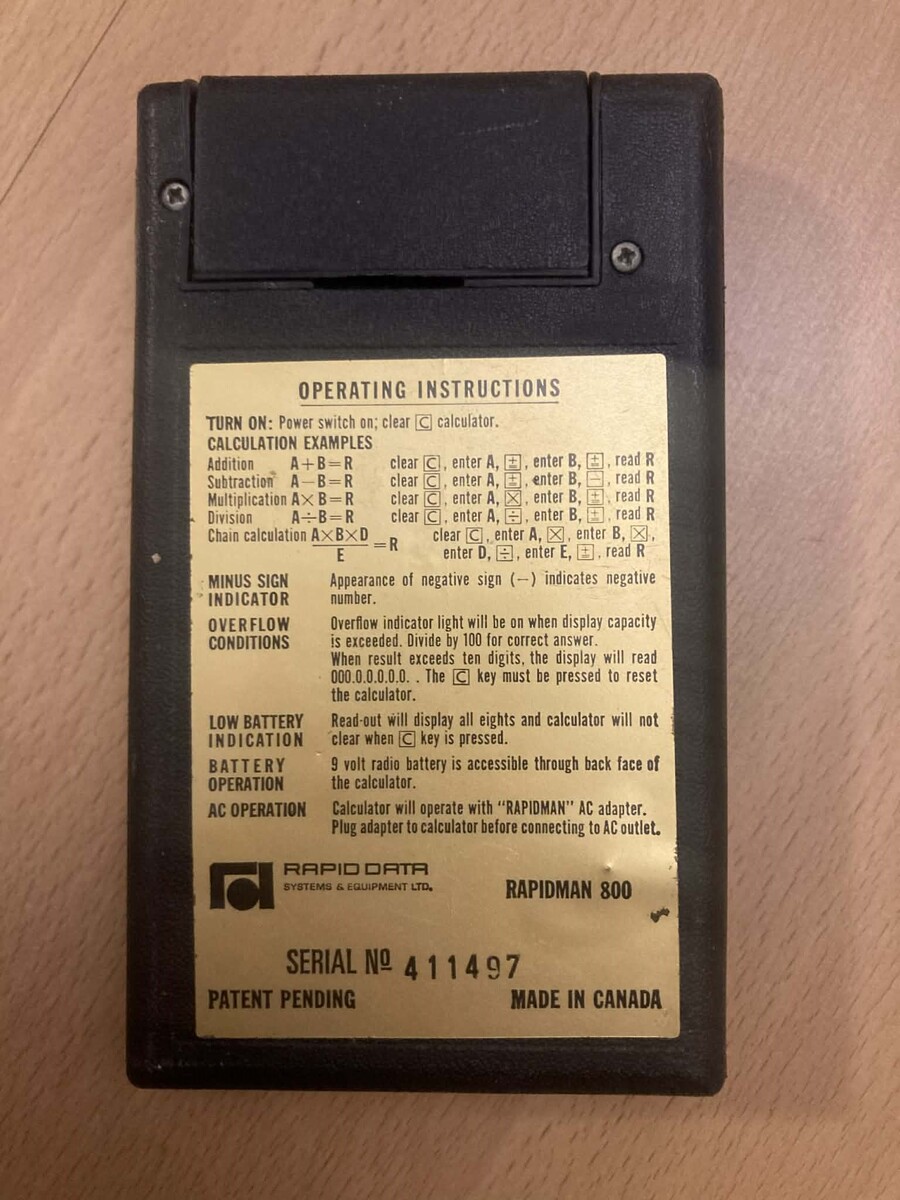 OPERATING INSTRUCTIONS
TURN ON: Power switch on; clear C calculator.
CALCULATION EXAMPLES
Addition A+B=R clear C, enter A, ±, enter B, ±, read R
Subtraction A−B=R clear C, enter A, ±, enter B, −, read R
Multiplication A×B=R clear C, enter A, ×, enter B, ±, read R
Division A÷B=R clear C, enter A, ÷, enter B, ±, read R
Chain calculation A×B×D =R clear C, enter A, ×, enter B, ×,
E enter D, ÷, enter E, ±, read R
MINUS SIGN Appearance of negative sign (−) indicates negative
INDICATOR number.
OVERFLOW Overflow indicator light will be on when display capacity
CONDITIONS is exceeded. Divide by 100 for correct answer.
When result exceeds ten digits, the display will read
000.0.0.0.0.0. . The C key must be pressed to reset
the calculator.
LOW BATTERY Read-out will display all eights and calculator will not
INDICATION clear when C key is pressed.
BATTERY 9 volt radio battery is accessible through back face of
OPERATION the calculator.
AC OPERATION Calculator will operate with "RAPIDMAN" AC adapter.
Plug adapter to calculator before connecting to AC outlet.
rd RAPID DATA
SYSTEMS & EQUIPMENT LTD.
RAPIDMAN 800
SERIAL Nº 411497
PATENT PENDING MADE IN CANADA